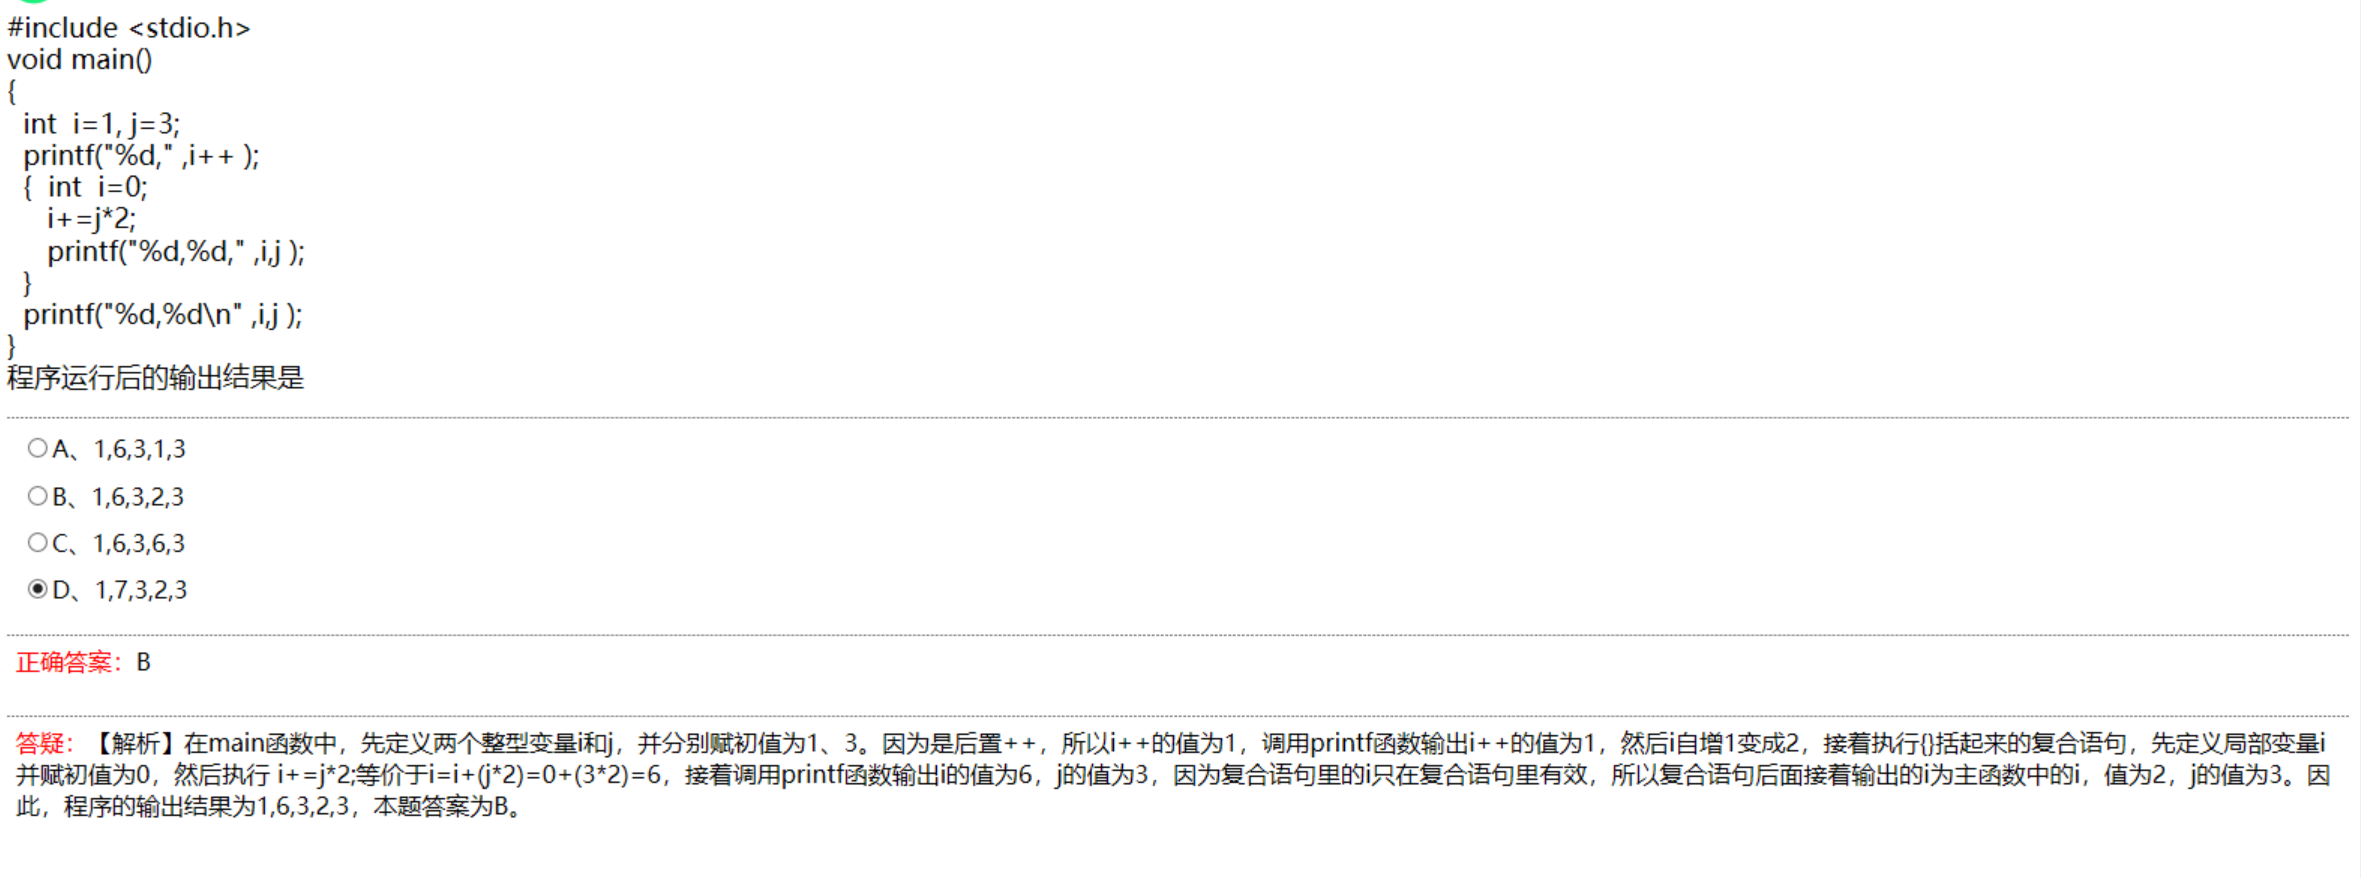 #include <stdio.h>
void main()
{
int  i=1, j=3;
printf("%d," ,i++ );
{  int  i=0;
i+=j*2;
printf("%d,%d," ,i,j );
}
printf("%d,%d\n" ,i,j );
}
程序运行后的输出结果是
A、1,6,3,1,3
B、1,6,3,2,3
C、1,6,3,6,3
D、1,7,3,2,3
正确答案：B
答疑：【解析】在main函数中，先定义两个整型变量i和j，并分别赋初值为1、3。因为是后置++，所以i++的值为1，调用printf函数输出i++的值为1，然后i自增1变成2，接着执行{}括起来的复合语句，先定义局部变量i
并赋初值为0，然后执行 i+=j*2;等价于i=i+(j*2)=0+(3*2)=6，接着调用printf函数输出i的值为6，j的值为3，因为复合语句里的i只在复合语句里有效，所以复合语句后面接着输出的i为主函数中的i，值为2，j的值为3。因
此，程序的输出结果为1,6,3,2,3，本题答案为B。